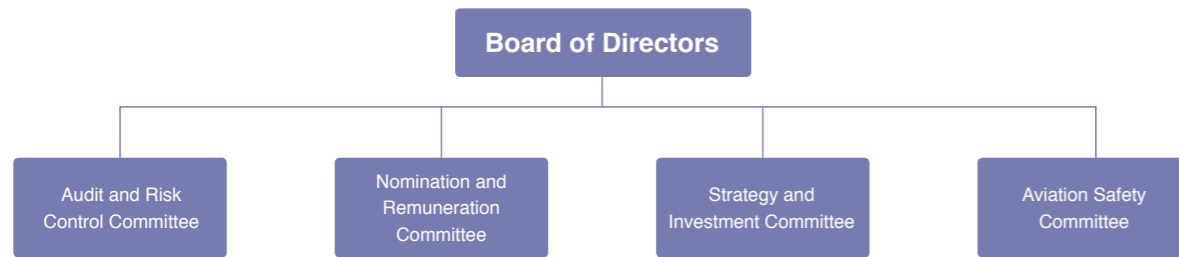 Board of Directors
Audit and Risk
Control Committee
Nomination and
Remuneration
Committee
Strategy and
Investment Committee
Aviation Safety
Committee